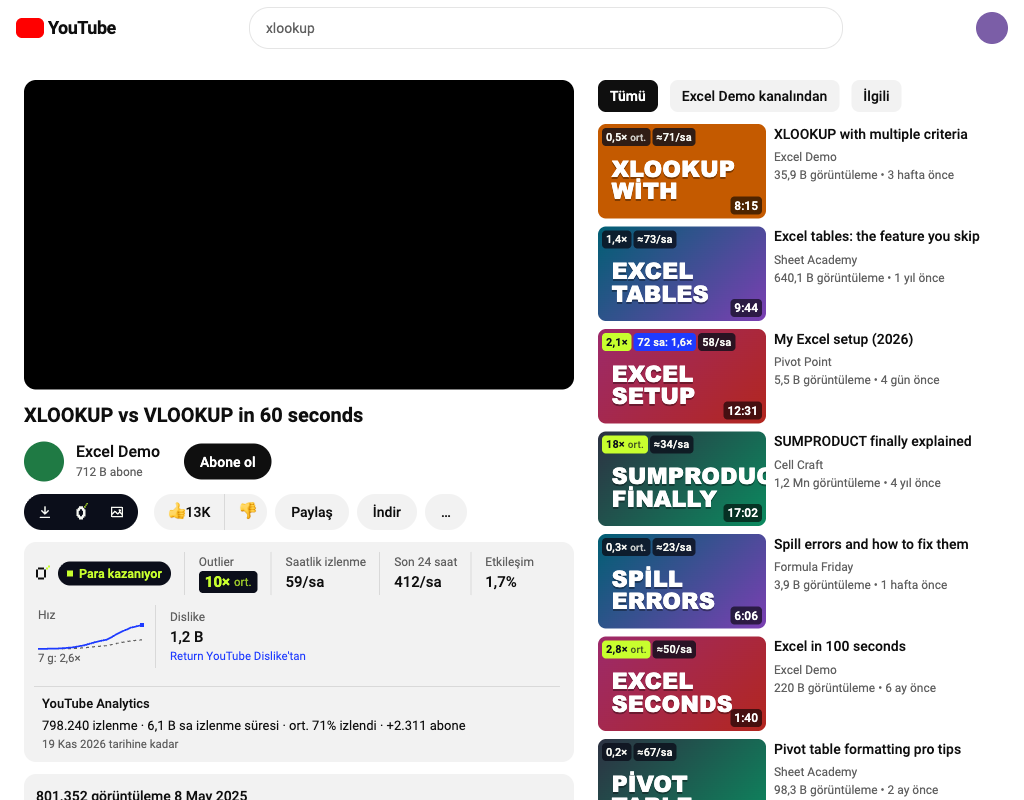 YouTube
xlookup
XLOOKUP vs VLOOKUP in 60 seconds
Excel Demo
712 B abone
Abone ol
👍13K
👎
Paylaş
İndir
...
Para kazanıyor
Outlier
10× ort.
Saatlik izlenme
59/sa
Son 24 saat
412/sa
Etkileşim
1,7%
Hız
7 g: 2,6×
Dislike
1,2 B
Return YouTube Dislike'tan
YouTube Analytics
798.240 izlenme · 6,1 B sa izlenme süresi · ort. 71% izlendi · +2.311 abone
19 Kas 2026 tarihine kadar
801.352 görüntüleme 8 May 2025
Tümü
Excel Demo kanalından
İlgili
0,5× ort. ≈71/sa
XLOOKUP
WİTH
8:15
XLOOKUP with multiple criteria
Excel Demo
35,9 B görüntüleme • 3 hafta önce
1,4× ≈73/sa
EXCEL
TABLES
9:44
Excel tables: the feature you skip
Sheet Academy
640,1 B görüntüleme • 1 yıl önce
2,1× 72 sa: 1,6× 58/sa
EXCEL
SETUP
12:31
My Excel setup (2026)
Pivot Point
5,5 B görüntüleme • 4 gün önce
18× ort. ≈34/sa
SUMPRODUC
FİNALLY
17:02
SUMPRODUCT finally explained
Cell Craft
1,2 Mn görüntüleme • 4 yıl önce
0,3× ort. ≈23/sa
SPİLL
ERRORS
6:06
Spill errors and how to fix them
Formula Friday
3,9 B görüntüleme • 1 hafta önce
2,8× ort. ≈50/sa
EXCEL
SECONDS
1:40
Excel in 100 seconds
Excel Demo
220 B görüntüleme • 6 ay önce
0,2× ≈67/sa
PİVOT
TABLE
Pivot table formatting pro tips
Sheet Academy
98,3 B görüntüleme • 2 ay önce